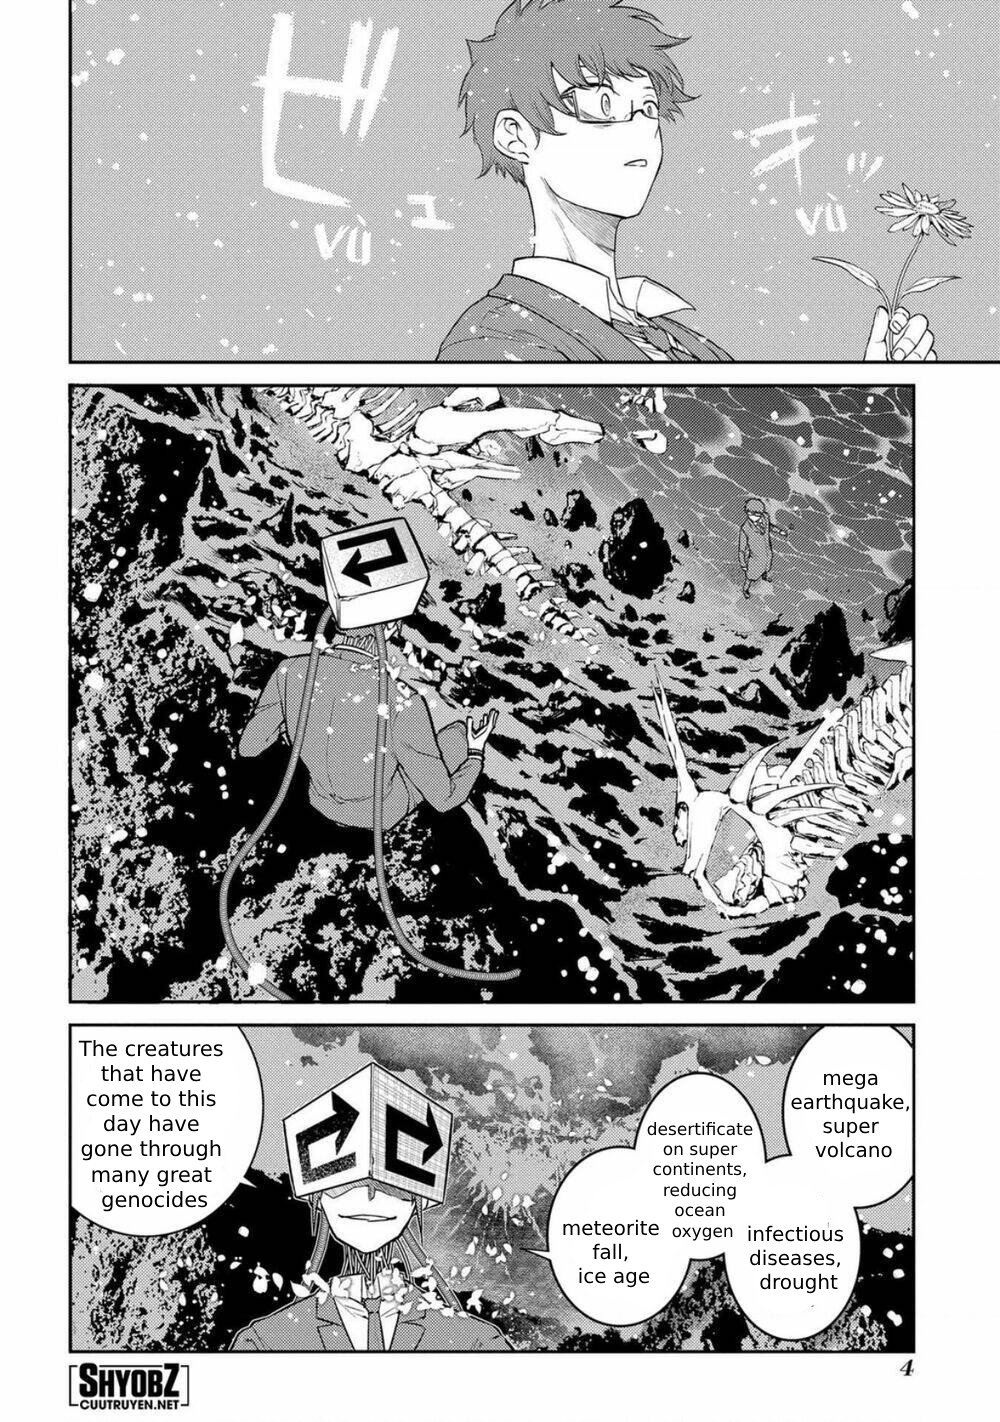 ビュ
vù
オッ
vù
mega
earthquake,
super
volcano
desertificate
on super
continents,
reducing
ocean
oxygen
infectious
diseases,
drought
meteorite
fall,
ice age
The creatures
that have
come to this
day have
gone through
many great
genocides
SHYOBZ
CUUTRUYEN.NET
4